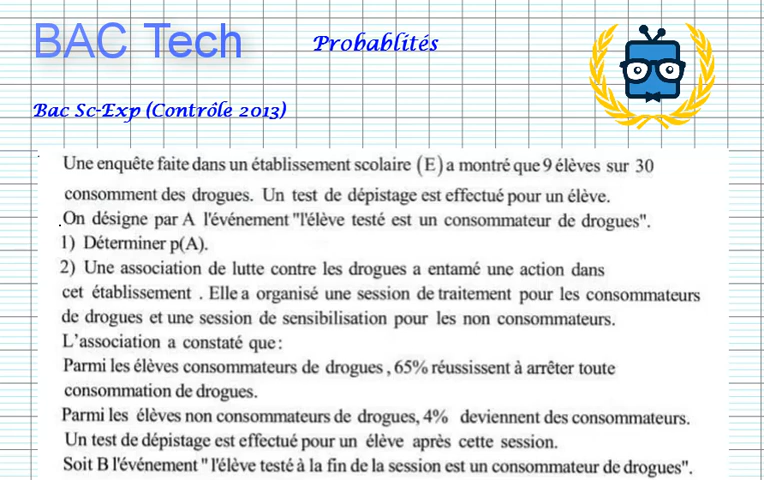 BAC Tech
Probablités
Bac Sc-Exp (Contrôle 2013)
Une enquête faite dans un établissement scolaire (E) a montré que 9 élèves sur 30
consomment des drogues. Un test de dépistage est effectué pour un élève.
On désigne par A l'événement "l'élève testé est un consommateur de drogues".
1) Déterminer p(A).
2) Une association de lutte contre les drogues a entamé une action dans
cet établissement . Elle a organisé une session de traitement pour les consommateurs
de drogues et une session de sensibilisation pour les non consommateurs.
L'association a constaté que :
Parmi les élèves consommateurs de drogues , 65% réussissent à arrêter toute
consommation de drogues.
Parmi les élèves non consommateurs de drogues, 4% deviennent des consommateurs.
Un test de dépistage est effectué pour un élève après cette session.
Soit B l'événement " l'élève testé à la fin de la session est un consommateur de drogues".